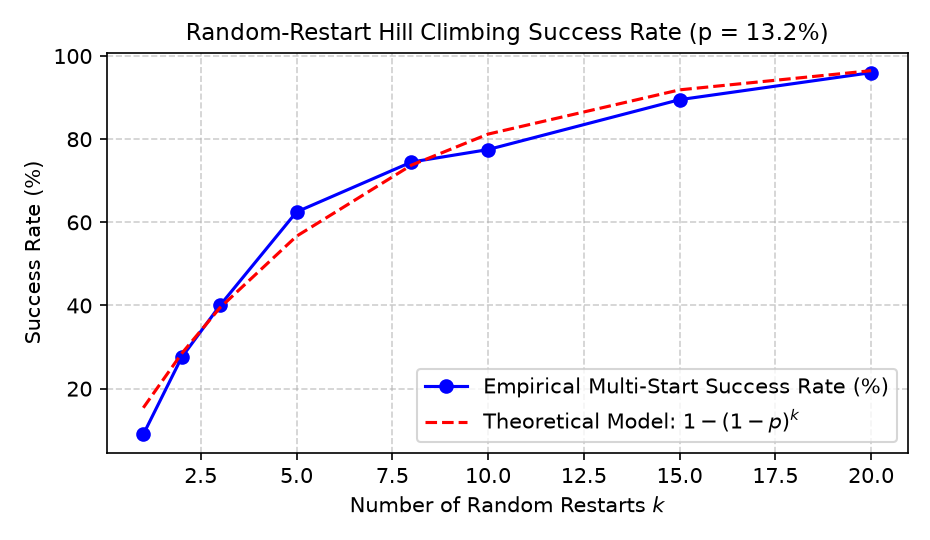 Random-Restart Hill Climbing Success Rate (p = 13.2%)
100
80
60
40
20
Success Rate (%)
Empirical Multi-Start Success Rate (%)
Theoretical Model: 1 − (1 − p)^k
2.5 5.0 7.5 10.0 12.5 15.0 17.5 20.0
Number of Random Restarts k